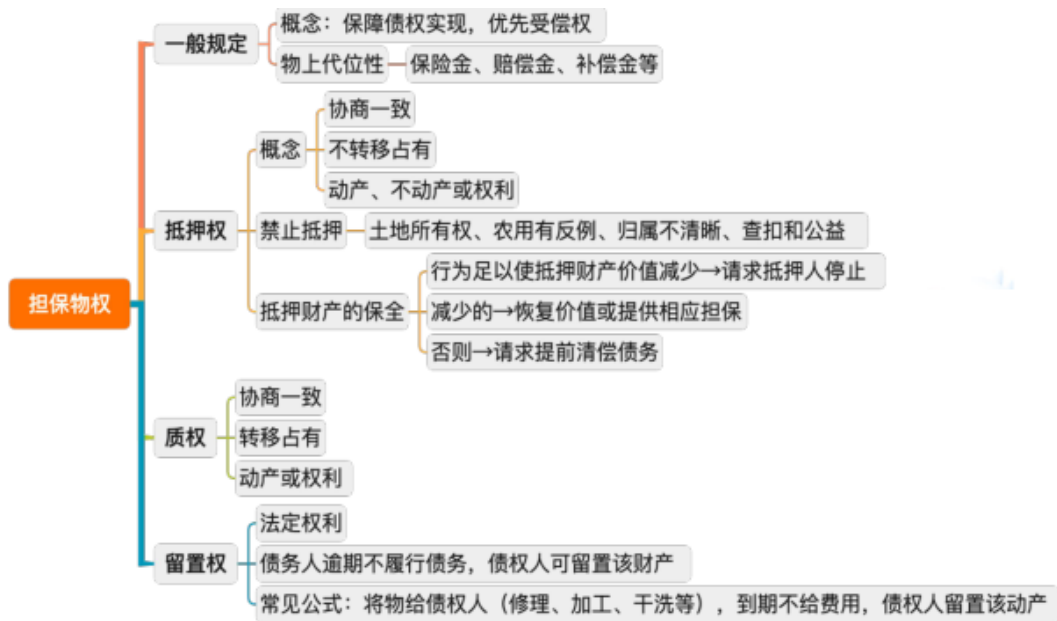 一般规定
概念：保障债权实现，优先受偿权
物上代位性
保险金、赔偿金、补偿金等
担保物权
抵押权
概念
协商一致
不转移占有
动产、不动产或权利
禁止抵押
土地所有权、农用有反例、归属不清晰、查扣和公益
抵押财产的保全
行为足以使抵押财产价值减少→请求抵押人停止
减少的→恢复价值或提供相应担保
否则→请求提前清偿债务
质权
协商一致
转移占有
动产或权利
留置权
法定权利
债务人逾期不履行债务，债权人可留置该财产
常见公式：将物给债权人（修理、加工、干洗等），到期不给费用，债权人留置该动产